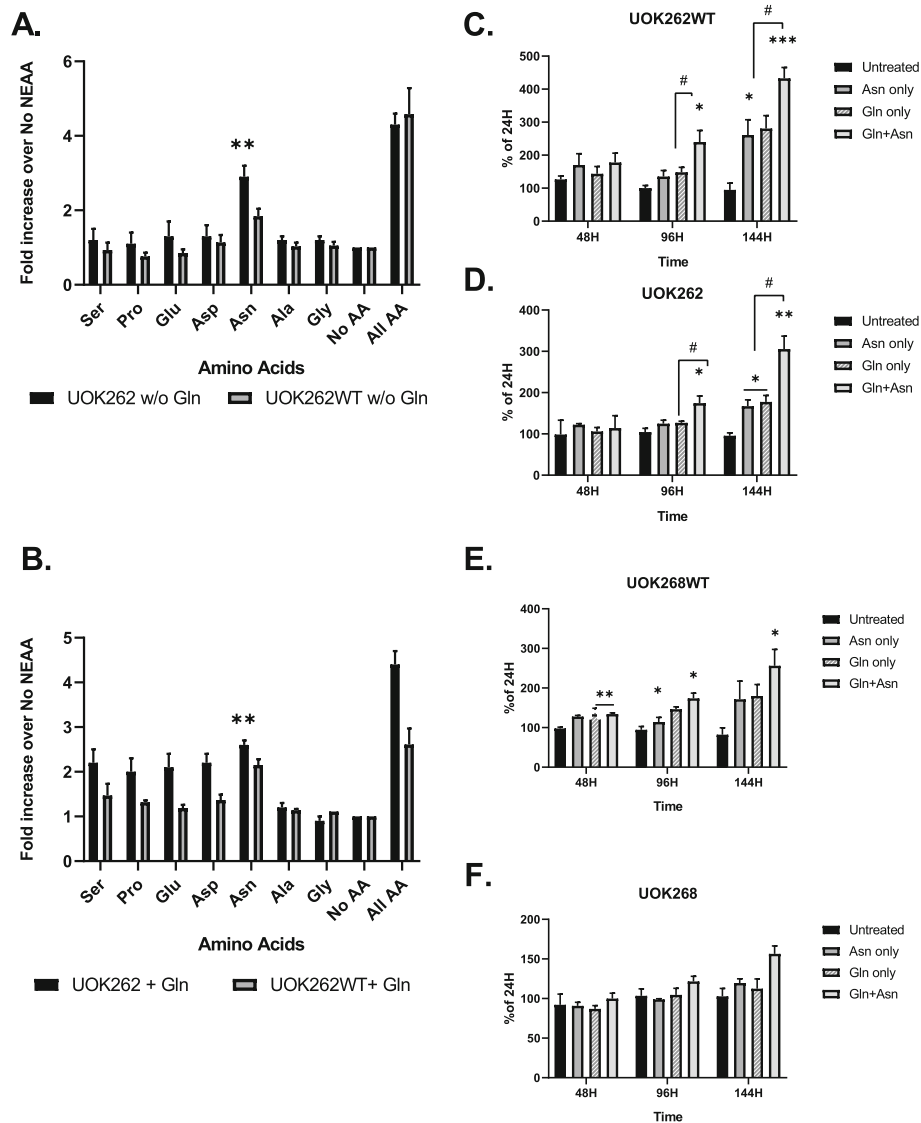 A.
Fold increase over No NEAA
6
4
2
0
**
Ser
Pro
Glu
Asp
Asn
Ala
Gly
No AA
All AA
Amino Acids
UOK262 w/o Gln
UOK262WT w/o Gln
B.
Fold increase over No NEAA
5
4
3
2
1
0
**
Ser
Pro
Glu
Asp
Asn
Ala
Gly
No AA
All AA
Amino Acids
UOK262 + Gln
UOK262WT+ Gln
C.
UOK262WT
% of 24H
500
400
300
200
100
0
#
*
*
#
***
48H
96H
144H
Time
Untreated
Asn only
Gln only
Gln+Asn
D.
UOK262
% of 24H
400
300
200
100
0
#
*
*
#
**
48H
96H
144H
Time
Untreated
Asn only
Gln only
Gln+Asn
E.
UOK268WT
%of 24H
400
300
200
100
0
**
*
*
*
48H
96H
144H
Time
Untreated
Asn only
Gln only
Gln+Asn
F.
UOK268
%of 24H
200
150
100
50
0
48H
96H
144H
Time
Untreated
Asn only
Gln only
Gln+Asn